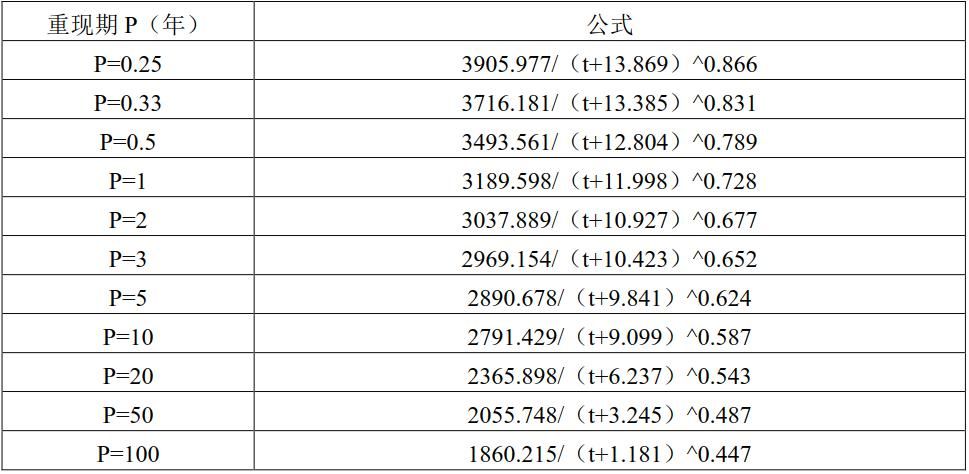 重现期 P（年） 公式
P=0.25 3905.977/（t+13.869）^0.866
P=0.33 3716.181/（t+13.385）^0.831
P=0.5 3493.561/（t+12.804）^0.789
P=1 3189.598/（t+11.998）^0.728
P=2 3037.889/（t+10.927）^0.677
P=3 2969.154/（t+10.423）^0.652
P=5 2890.678/（t+9.841）^0.624
P=10 2791.429/（t+9.099）^0.587
P=20 2365.898/（t+6.237）^0.543
P=50 2055.748/（t+3.245）^0.487
P=100 1860.215/（t+1.181）^0.447